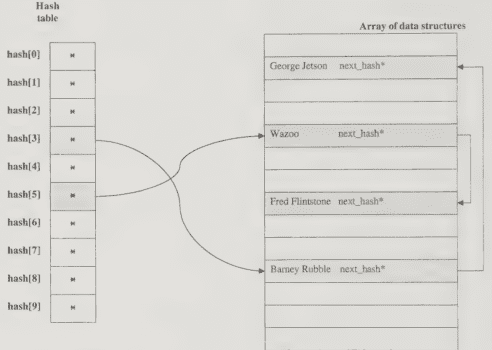 Hash
table
Array of data structures
hash[0] *
hash[1] *
hash[2] *
hash[3] *
hash[4] *
hash[5] *
hash[6] *
hash[7] *
hash[8] *
hash[9] *
George Jetson next_hash*
Wazoo next_hash*
Fred Flintstone next_hash*
Barney Rubble next_hash*